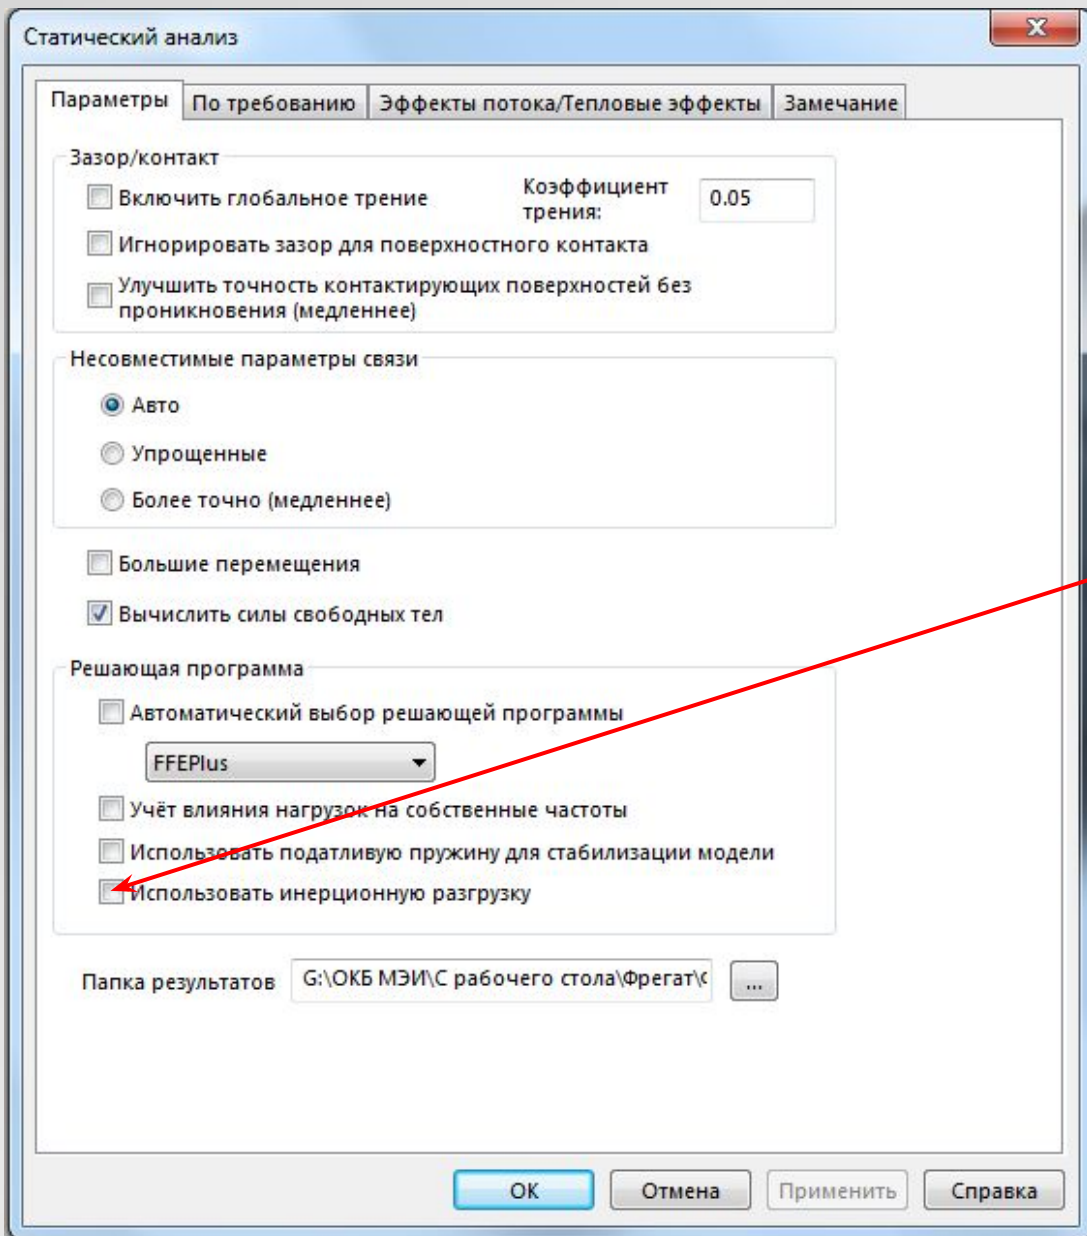 Статический анализ
Параметры По требованию Эффекты потока/Тепловые эффекты Замечание
Зазор/контакт
Включить глобальное трение
Коэффициент
трения:
0.05
Игнорировать зазор для поверхностного контакта
Улучшить точность контактирующих поверхностей без
проникновения (медленнее)
Несовместимые параметры связи
Авто
Упрощенные
Более точно (медленнее)
Большие перемещения
Вычислить силы свободных тел
Решающая программа
Автоматический выбор решающей программы
FFEPlus
Учёт влияния нагрузок на собственные частоты
Использовать податливую пружину для стабилизации модели
Использовать инерционную разгрузку
Папка результатов G:\ОКБ МЭИ\С рабочего стола\Фрегат\
...
ОК Отмена Применить Справка